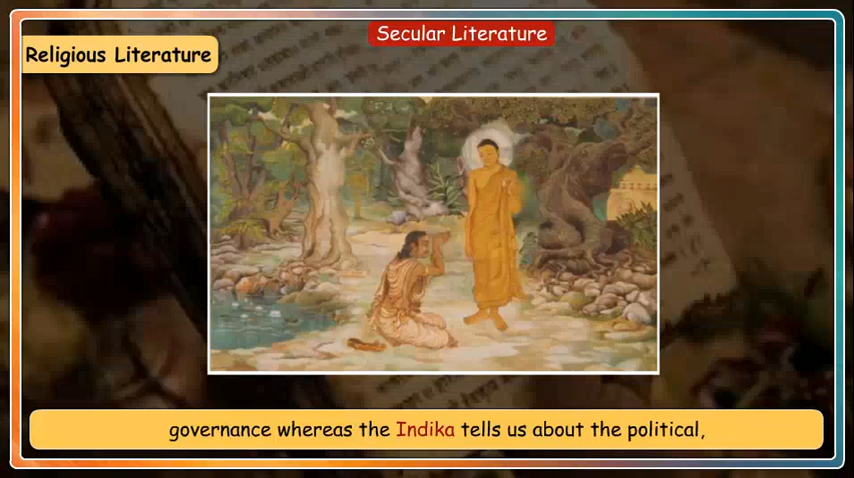 Secular Literature
Religious Literature
governance whereas the Indika tells us about the political,